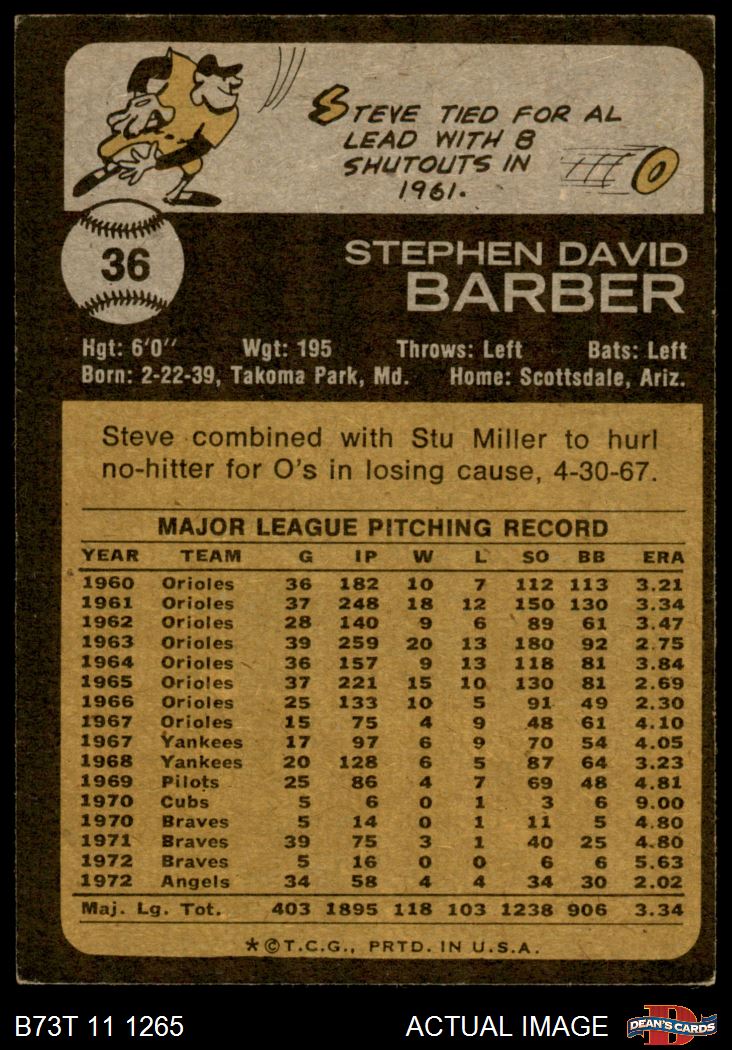 STEVE TIED FOR AL
LEAD WITH 8
SHUTOUTS IN
1961.
36
STEPHEN DAVID
BARBER
Hgt: 6'0" Wgt: 195 Throws: Left Bats: Left
Born: 2-22-39, Takoma Park, Md. Home: Scottsdale, Ariz.
Steve combined with Stu Miller to hurl
no-hitter for O's in losing cause, 4-30-67.
MAJOR LEAGUE PITCHING RECORD
YEAR TEAM G IP W L SO BB ERA
1960 Orioles 36 182 10 7 112 113 3.21
1961 Orioles 37 248 18 12 150 130 3.34
1962 Orioles 28 140 9 6 89 61 3.47
1963 Orioles 39 259 20 13 180 92 2.75
1964 Orioles 36 157 9 13 118 81 3.84
1965 Orioles 37 221 15 10 130 81 2.69
1966 Orioles 25 133 10 5 91 49 2.30
1967 Orioles 15 75 4 9 48 61 4.10
1967 Yankees 17 97 6 9 70 54 4.05
1968 Yankees 20 128 6 5 87 64 3.23
1969 Pilots 25 86 4 7 69 48 4.81
1970 Cubs 5 6 0 1 3 6 9.00
1970 Braves 5 14 0 1 11 5 4.80
1971 Braves 39 75 3 1 40 25 4.80
1972 Braves 5 16 0 0 6 6 5.63
1972 Angels 34 58 4 4 34 30 2.02
Maj. Lg. Tot. 403 1895 118 103 1238 906 3.34
*©T.C.G., PRTD. IN U.S.A.
B73T 11 1265 ACTUAL IMAGE D DEAN'S CARDS